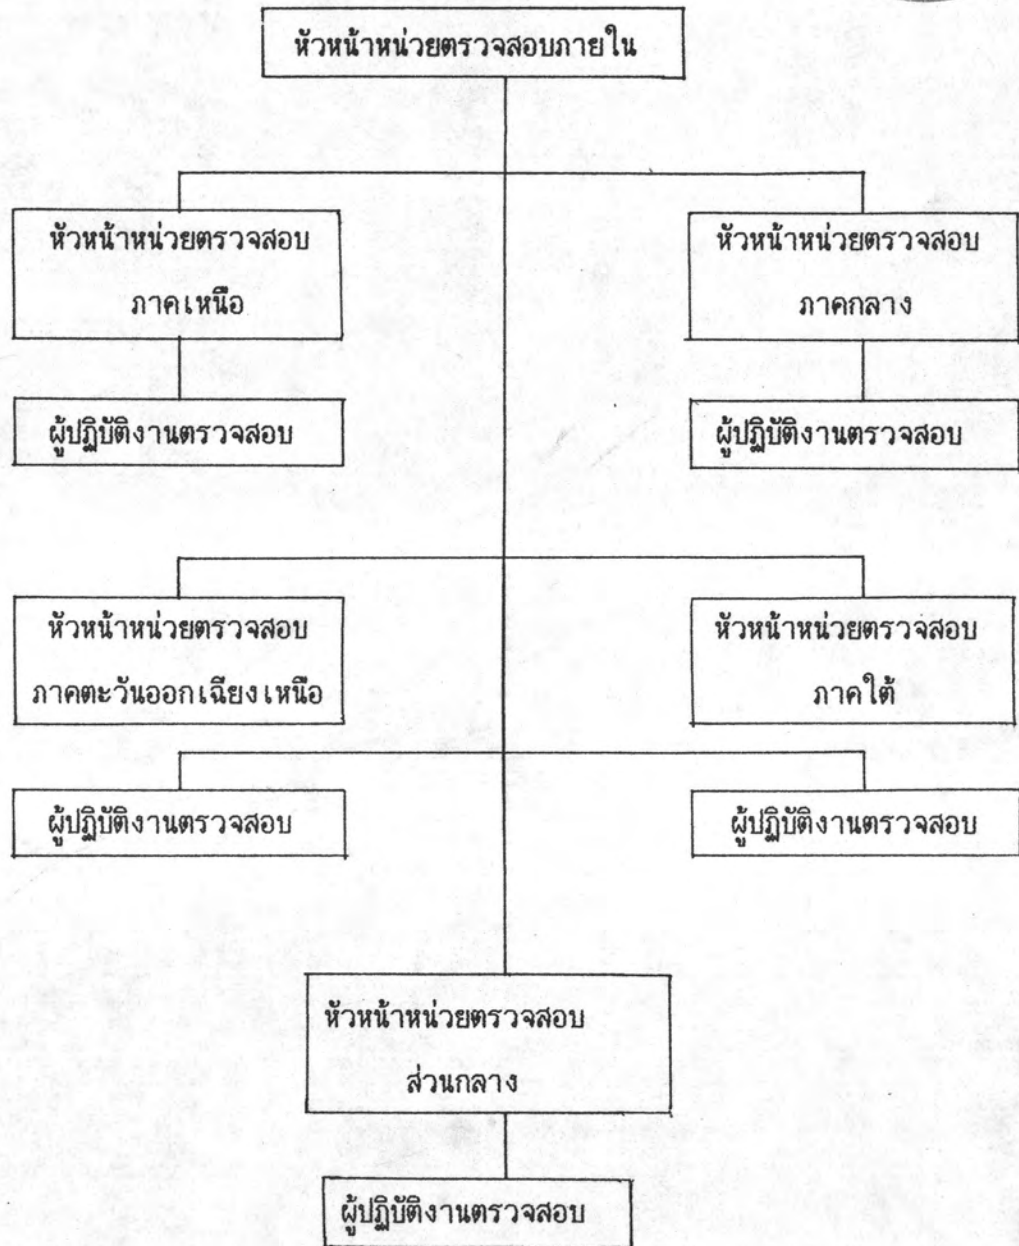 หัวหน้าหน่วยตรวจสอบภายใน
หัวหน้าหน่วยตรวจสอบ
ภาคเหนือ
หัวหน้าหน่วยตรวจสอบ
ภาคกลาง
ผู้ปฏิบัติงานตรวจสอบ
ผู้ปฏิบัติงานตรวจสอบ
หัวหน้าหน่วยตรวจสอบ
ภาคตะวันออกเฉียงเหนือ
หัวหน้าหน่วยตรวจสอบ
ภาคใต้
ผู้ปฏิบัติงานตรวจสอบ
ผู้ปฏิบัติงานตรวจสอบ
หัวหน้าหน่วยตรวจสอบ
ส่วนกลาง
ผู้ปฏิบัติงานตรวจสอบ